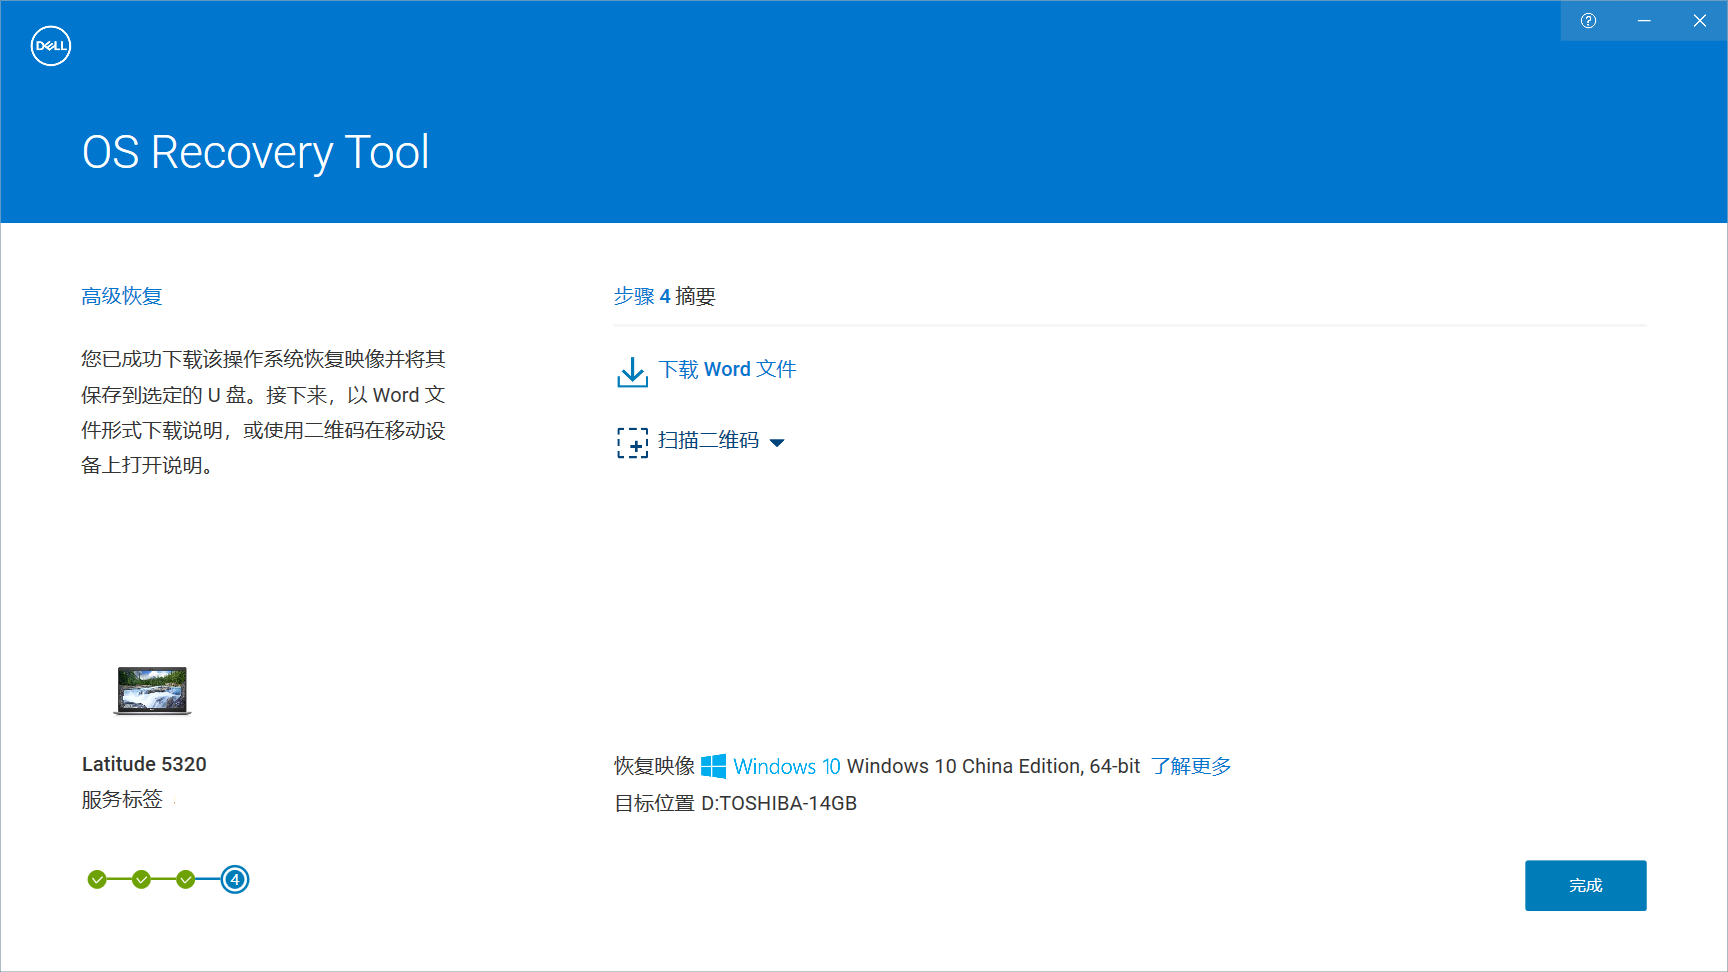 DELL
OS Recovery Tool
高级恢复
您已成功下载该操作系统恢复映像并将其
保存到选定的 U 盘。接下来，以 Word 文
件形式下载说明，或使用二维码在移动设
备上打开说明。
步骤 4 摘要
下载 Word 文件
扫描二维码
Latitude 5320
服务标签
恢复映像 Windows 10 Windows 10 China Edition, 64-bit 了解更多
目标位置 D:TOSHIBA-14GB
4
完成